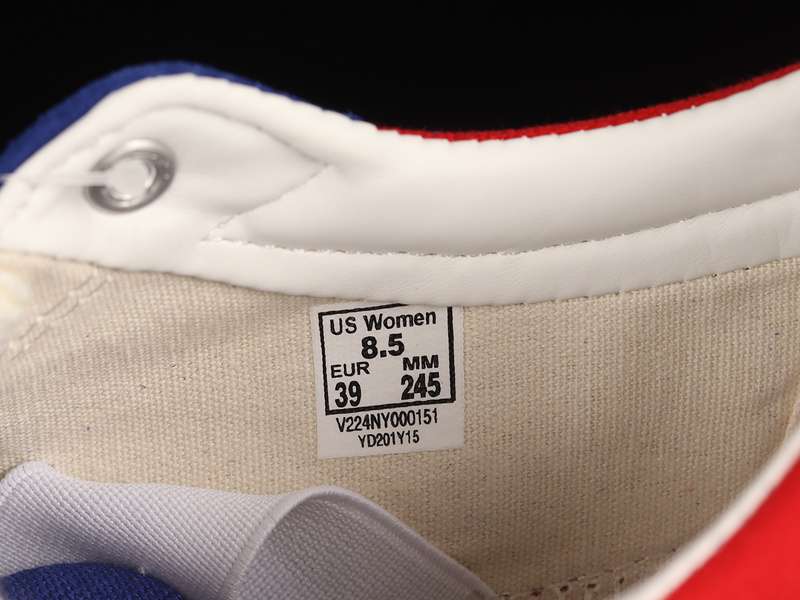 US Women
8.5
EUR MM
39 245
V224NY000151
YD201Y15